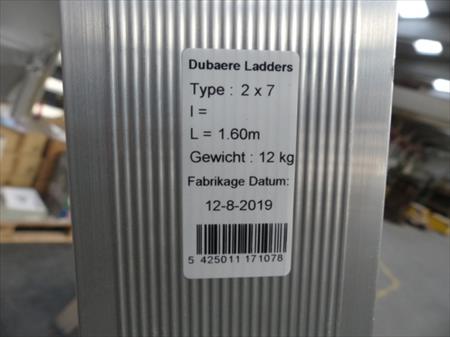 Dubaere Ladders
Type : 2 x 7
l =
L = 1.60m
Gewicht : 12 kg
Fabrikage Datum:
12-8-2019
5 425011 171078